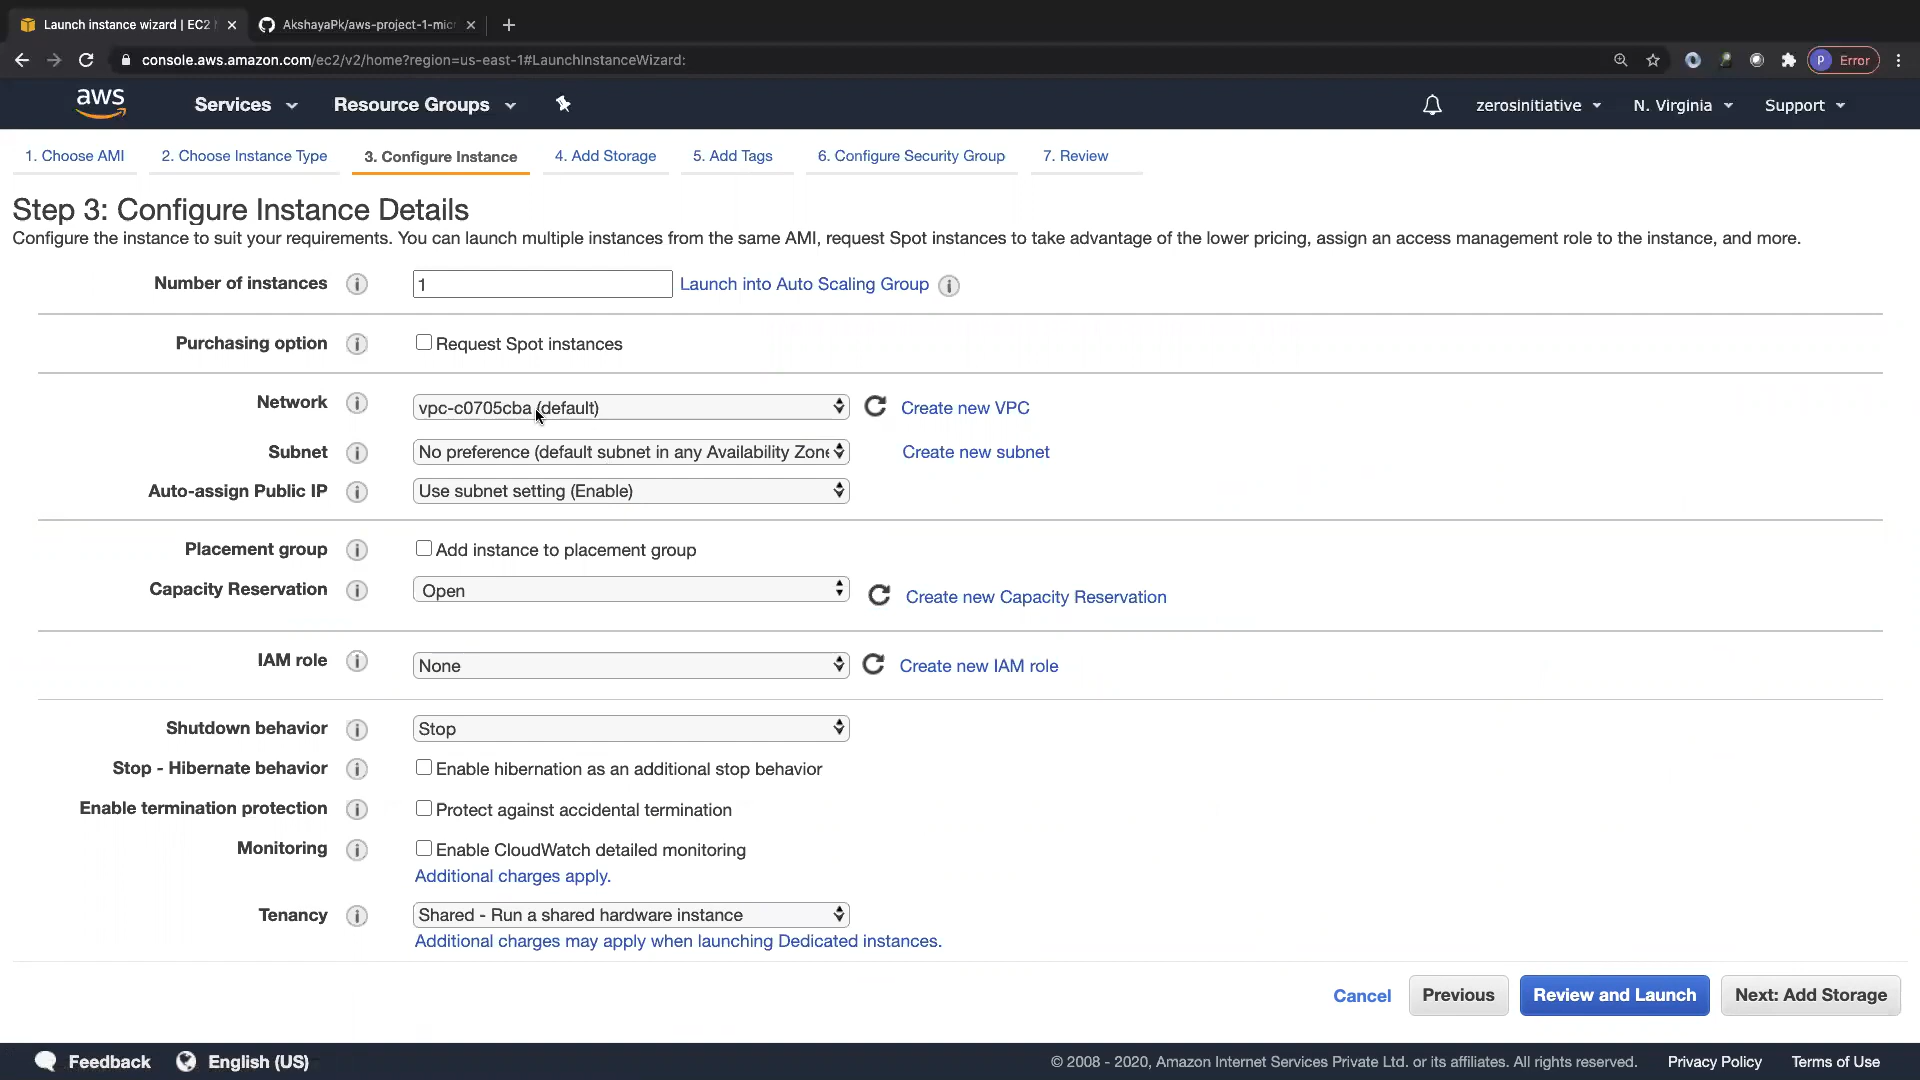 Launch instance wizard | EC2
AkshayaPk/aws-project-1-mic
console.aws.amazon.com/ec2/v2/home?region=us-east-1#LaunchInstanceWizard:
P Error
aws Services Resource Groups zerosinitiative N. Virginia Support
1. Choose AMI 2. Choose Instance Type 3. Configure Instance 4. Add Storage 5. Add Tags 6. Configure Security Group 7. Review
Step 3: Configure Instance Details
Configure the instance to suit your requirements. You can launch multiple instances from the same AMI, request Spot instances to take advantage of the lower pricing, assign an access management role to the instance, and more.
Number of instances i 1 Launch into Auto Scaling Group i
Purchasing option i Request Spot instances
Network i vpc-c0705cba (default) Create new VPC
Subnet i No preference (default subnet in any Availability Zone Create new subnet
Auto-assign Public IP i Use subnet setting (Enable)
Placement group i Add instance to placement group
Capacity Reservation i Open Create new Capacity Reservation
IAM role i None Create new IAM role
Shutdown behavior i Stop
Stop - Hibernate behavior i Enable hibernation as an additional stop behavior
Enable termination protection i Protect against accidental termination
Monitoring i Enable CloudWatch detailed monitoring
Additional charges apply.
Tenancy i Shared - Run a shared hardware instance
Additional charges may apply when launching Dedicated instances.
Cancel Previous Review and Launch Next: Add Storage
Feedback English (US) © 2008 - 2020, Amazon Internet Services Private Ltd. or its affiliates. All rights reserved. Privacy Policy Terms of Use